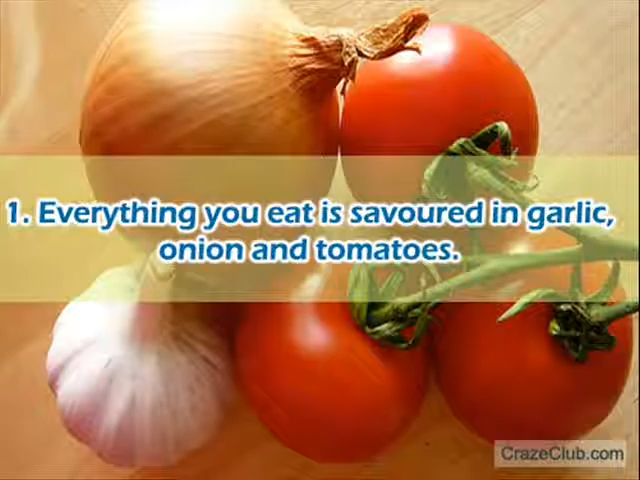 1. Everything you eat is savoured in garlic,
onion and tomatoes.
CrazeClub.com